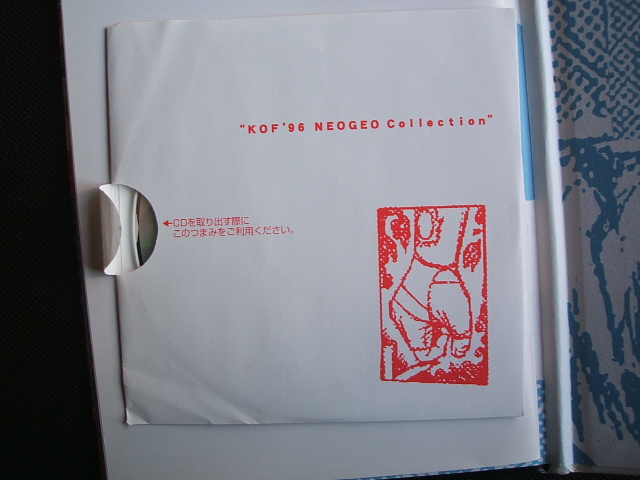 "KOF'96 NEOGEO Collection"
←CDを取り出す際に
このつまみをご利用ください。